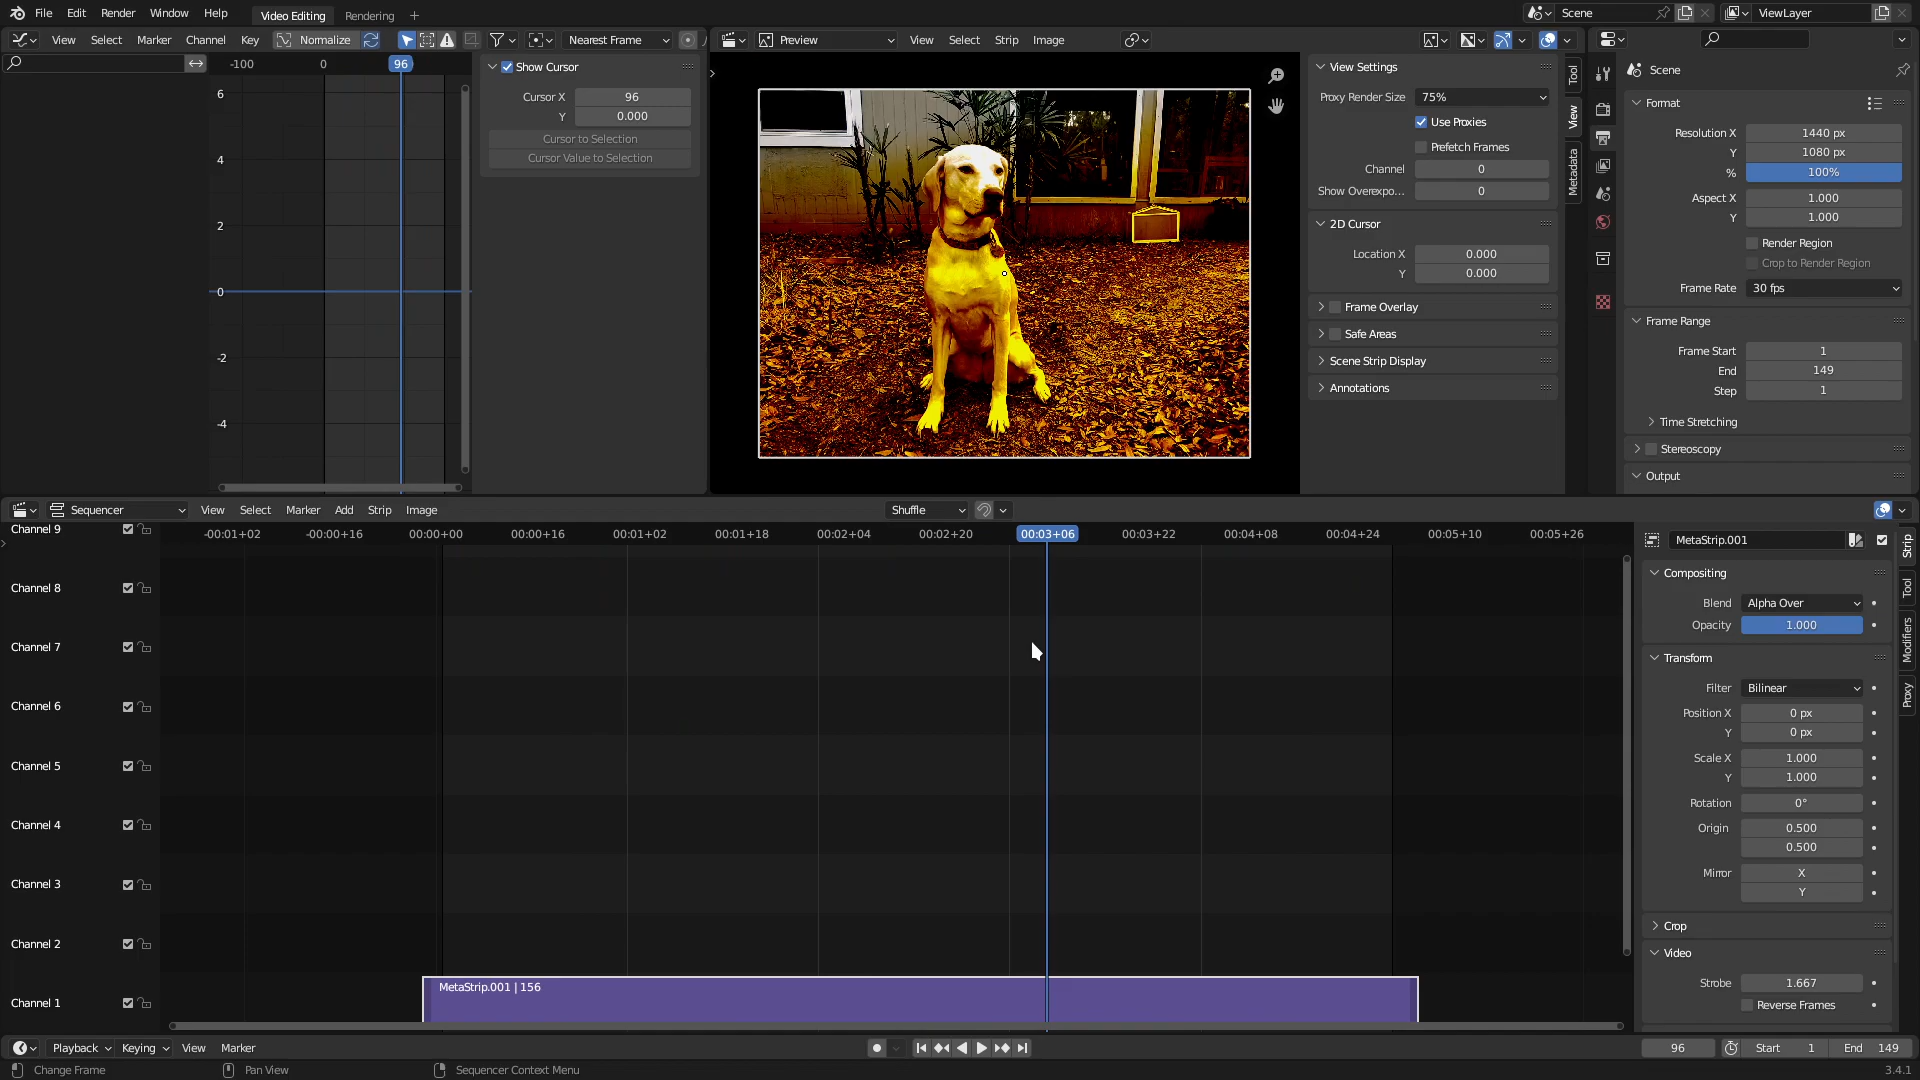 File Edit Render Window Help Video Editing Rendering + Scene ViewLayer
View Select Marker Channel Key Normalize Nearest Frame Preview View Select Strip Image
-100 0 96 Show Cursor View Settings Tool Scene
6 Cursor X 96 Proxy Render Size 75% Format
Y 0.000 Use Proxies View Resolution X 1440 px
Cursor to Selection Prefetch Frames Y 1080 px
4 Cursor Value to Selection Channel 0 Metadata % 100%
Show Overexpo... 0 Aspect X 1.000
2 2D Cursor Y 1.000
Location X 0.000 Render Region
Y 0.000 Crop to Render Region
0 Frame Rate 30 fps
Frame Overlay Frame Range
Safe Areas Frame Start 1
-2 Scene Strip Display End 149
Annotations Step 1
-4 Time Stretching
Stereoscopy
Output
Sequencer View Select Marker Add Strip Image Shuffle
Channel 9 -00:01+02 -00:00+16 00:00+00 00:00+16 00:01+02 00:01+18 00:02+04 00:02+20 00:03+06 00:03+22 00:04+08 00:04+24 00:05+10 00:05+26 MetaStrip.001 Strip
Compositing
Channel 8 Blend Alpha Over Tool
Opacity 1.000
Channel 7 Transform Modifiers
Filter Bilinear
Channel 6 Position X 0 px Proxy
Y 0 px
Channel 5 Scale X 1.000
Y 1.000
Rotation 0°
Channel 4 Origin 0.500
0.500
Channel 3 Mirror X
Y
Channel 2 Crop
Video
MetaStrip.001 | 156 Strobe 1.667
Channel 1 Reverse Frames
Playback Keying View Marker 96 Start 1 End 149
Change Frame Pan View Sequencer Context Menu 3.4.1